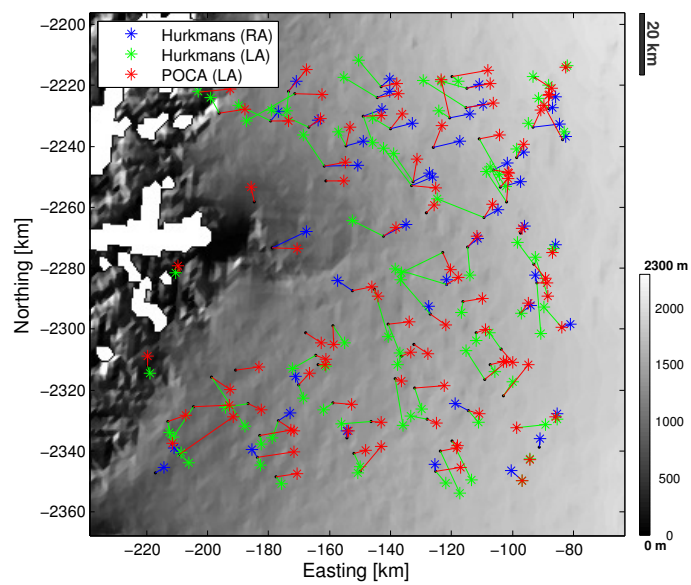 Hurkmans (RA)
Hurkmans (LA)
POCA (LA)
20 km
Northing [km]
−2200
−2220
−2240
−2260
−2280
−2300
−2320
−2340
−2360
−220
−200
−180
−160
−140
−120
−100
−80
Easting [km]
2300 m
2000
1500
1000
500
0 m